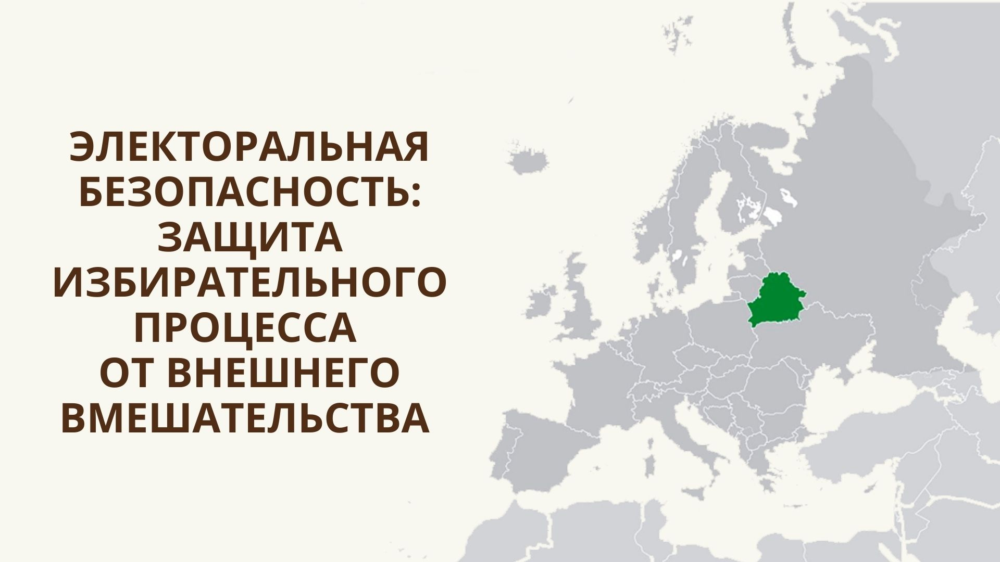 ЭЛЕКТОРАЛЬНАЯ
БЕЗОПАСНОСТЬ:
ЗАЩИТА
ИЗБИРАТЕЛЬНОГО
ПРОЦЕССА
ОТ ВНЕШНЕГО
ВМЕШАТЕЛЬСТВА